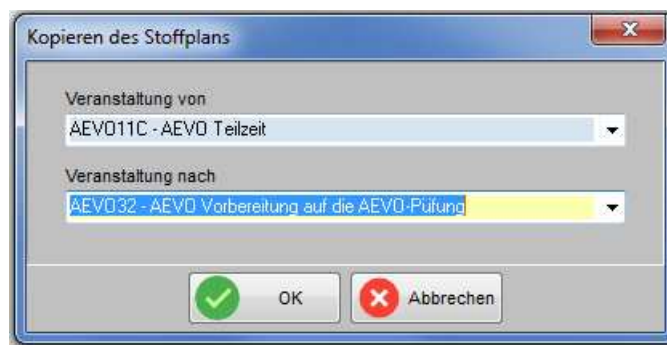 Kopieren des Stoffplans
Veranstaltung von
AEVO11C - AEVO Teilzeit
Veranstaltung nach
AEVO32 - AEVO Vorbereitung auf die AEVO-Püfung
OK
Abbrechen